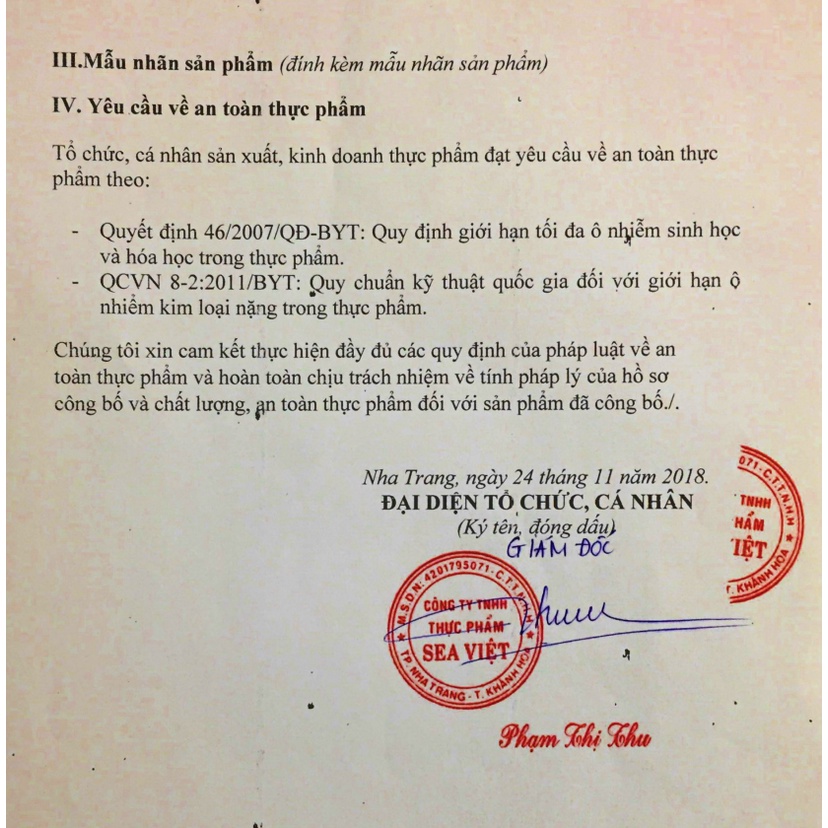 III.Mẫu nhãn sản phẩm (đính kèm mẫu nhãn sản phẩm)
IV. Yêu cầu về an toàn thực phẩm
Tổ chức, cá nhân sản xuất, kinh doanh thực phẩm đạt yêu cầu về an toàn thực
phẩm theo:
- Quyết định 46/2007/QĐ-BYT: Quy định giới hạn tối đa ô nhiễm sinh học
và hóa học trong thực phẩm.
- QCVN 8-2:2011/BYT: Quy chuẩn kỹ thuật quốc gia đối với giới hạn ô
nhiễm kim loại nặng trong thực phẩm.
Chúng tôi xin cam kết thực hiện đầy đủ các quy định của pháp luật về an
toàn thực phẩm và hoàn toàn chịu trách nhiệm về tính pháp lý của hồ sơ
công bố và chất lượng, an toàn thực phẩm đối với sản phẩm đã công bố./.
Nha Trang, ngày 24 tháng 11 năm 2018.
ĐẠI DIỆN TỔ CHỨC, CÁ NHÂN
(Ký tên, đóng dấu)
GIÁM ĐỐC
M.S.D.N: 4201795071-C.T.T.N.H.H
CÔNG TY TNHH
THỰC PHẨM
SEA VIỆT
TP. NHA TRANG - T. KHÁNH HÒA
071-C.T.T.N.H.H
TNHH
HẨM
IỆT
T. KHÁNH HÒA
Phạm Thị Thu